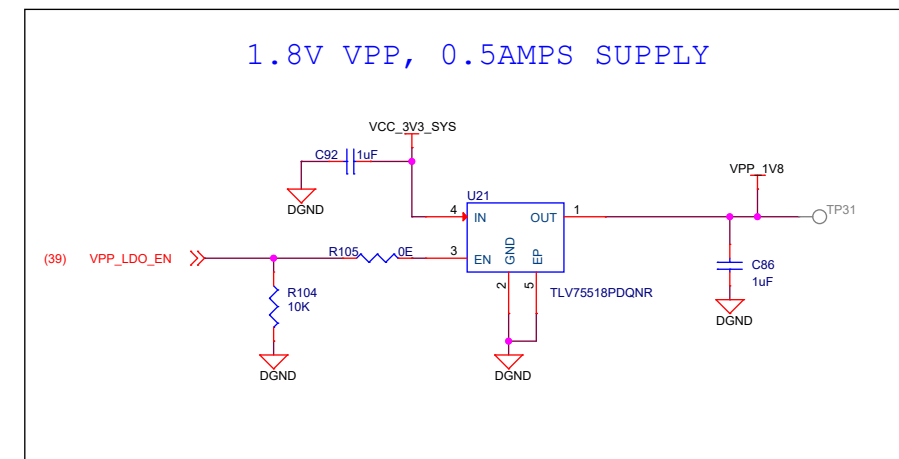 1.8V VPP, 0.5AMPS SUPPLY
VCC_3V3_SYS
C92 1uF
DGND
U21
VPP_1V8
TP31
4 IN OUT 1
(39) VPP_LDO_EN
R105 0E 3 EN
GND
EP
2
5
TLV75518PDQNR
C86
1uF
DGND
R104
10K
DGND
DGND